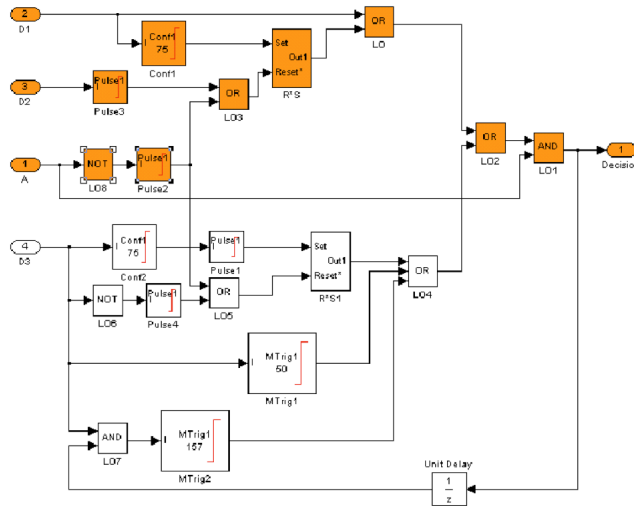 2
D1
Conf1
75
Conf1
OR
LO
Set
Out1
Reset*
R*S
3
D2
Pulse1
Pulse3
OR
LO3
1
A
NOT
LO8
Pulse1
Pulse2
OR
LO2
AND
LO1
1
Decisio
4
D3
I Conf1
75
Conf2
Pulse1
I
Pulse1
Set
Out1
Reset*
R*S1
OR
LO4
NOT
LO6
Pulse1
I
Pulse4
OR
LO5
I MTrig1
50
MTrig1
AND
LO7
I MTrig1
157
MTrig2
Unit Delay
1
z